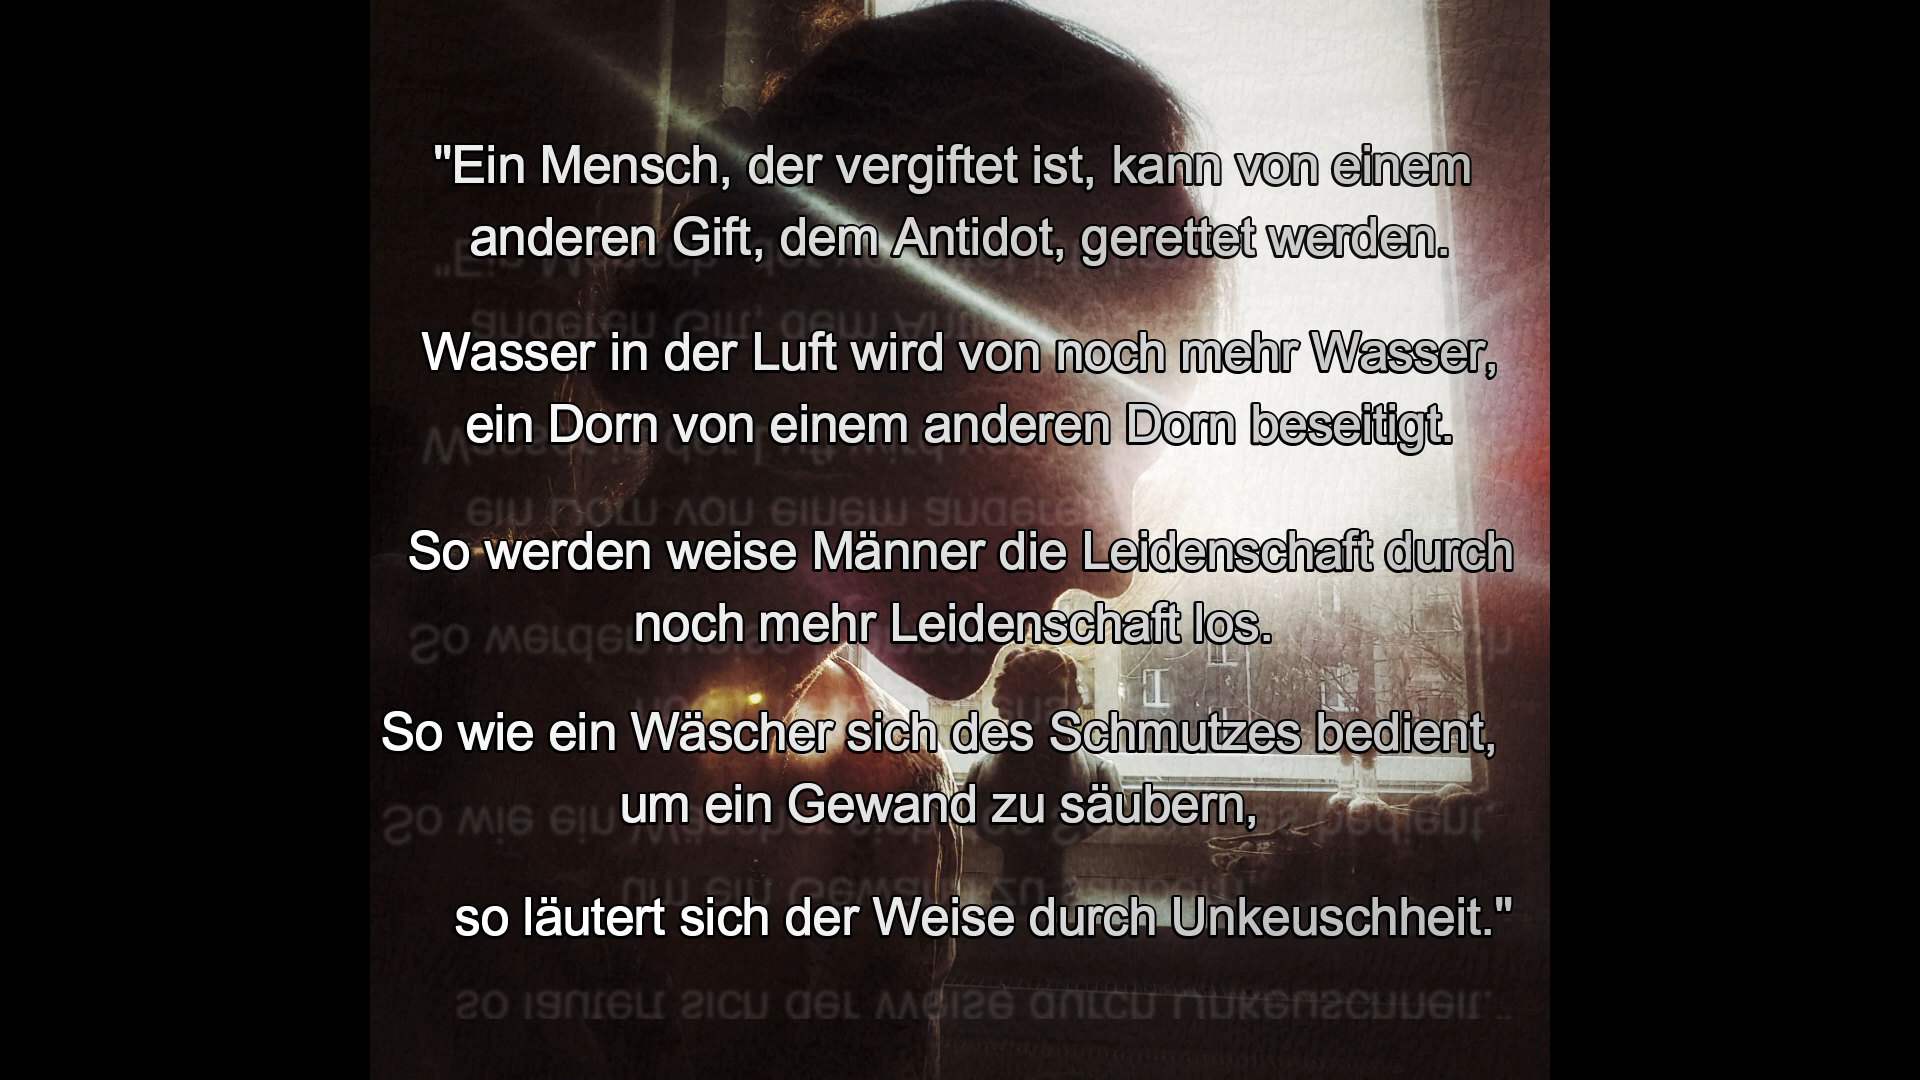 "Ein Mensch, der vergiftet ist, kann von einem
anderen Gift, dem Antidot, gerettet werden.
Wasser in der Luft wird von noch mehr Wasser,
ein Dorn von einem anderen Dorn beseitigt.
So werden weise Männer die Leidenschaft durch
noch mehr Leidenschaft los.
So wie ein Wäscher sich des Schmutzes bedient,
um ein Gewand zu säubern,
so läutert sich der Weise durch Unkeuschheit."